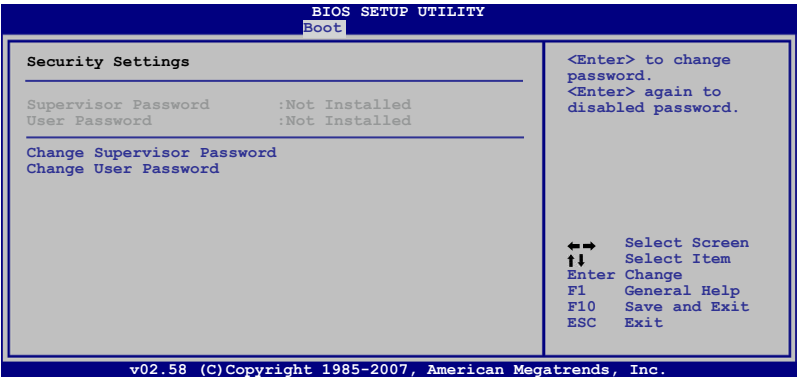 BIOS SETUP UTILITY
Boot
Security Settings
Supervisor Password :Not Installed
User Password :Not Installed
Change Supervisor Password
Change User Password
<Enter> to change
password.
<Enter> again to
disabled password.
←→ Select Screen
↑↓ Select Item
Enter Change
F1 General Help
F10 Save and Exit
ESC Exit
v02.58 (C)Copyright 1985-2007, American Megatrends, Inc.